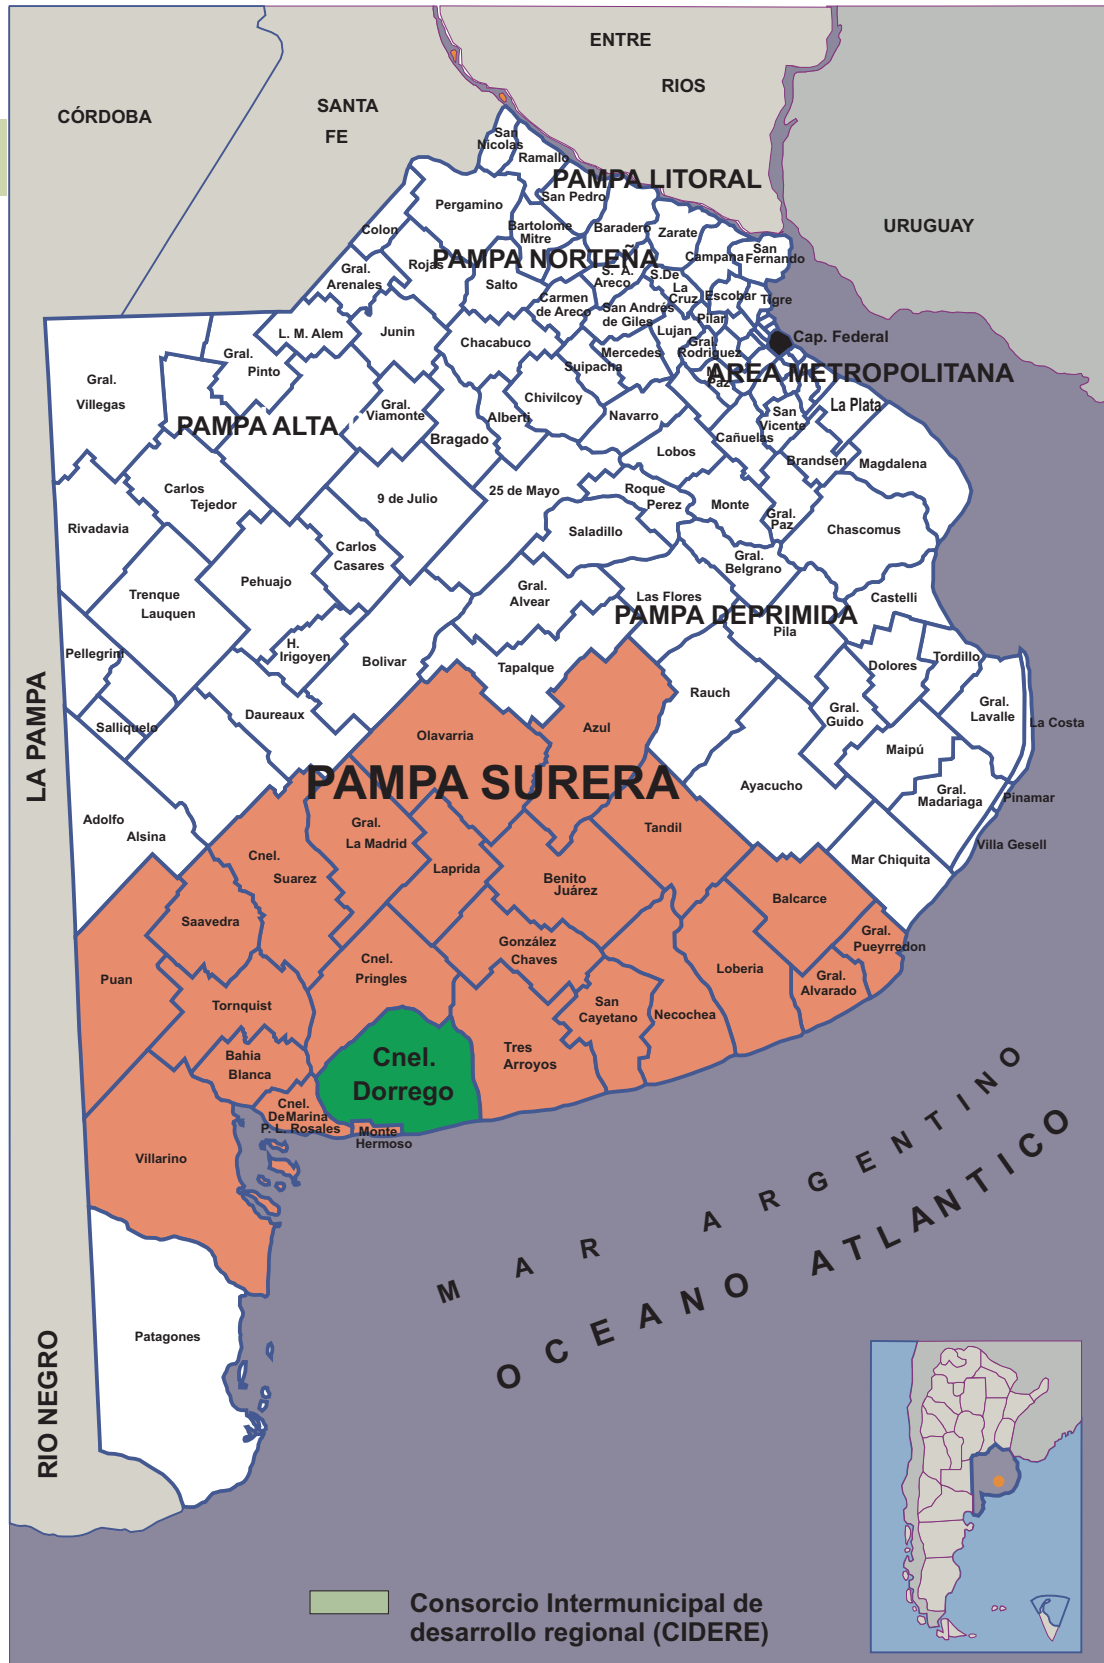 ENTRE
RIOS
CÓRDOBA
SANTA
FE
URUGUAY
San
Nicolas
Ramallo
PAMPA LITORAL
San Pedro
Pergamino
Colon
Bartolome
Mitre
Baradero
Zarate
Campana
San
Fernando
PAMPA NORTEÑA
Rojas
Gral.
Arenales
Salto
S. A.
Areco
S.De
La
Cruz
Escobar
Tigre
Carmen
de Areco
San Andrés
de Giles
Pilar
L. M. Alem
Junin
Chacabuco
Lujan
Gral.
Rodriguez
Cap. Federal
Suipacha
Mercedes
M.
Paz
AREA METROPOLITANA
Gral.
Pinto
Gral.
Villegas
PAMPA ALTA
Gral.
Viamonte
Bragado
Alberti
Chivilcoy
Navarro
San
Vicente
La Plata
Cañuelas
Lobos
Brandsen
Magdalena
Carlos
Tejedor
9 de Julio
25 de Mayo
Roque
Perez
Monte
Gral.
Paz
Chascomus
Rivadavia
Saladillo
Carlos
Casares
Gral.
Belgrano
Pehuajo
Trenque
Lauquen
Gral.
Alvear
Las Flores
Castelli
PAMPA DEPRIMIDA
Pila
Pellegrini
H.
Irigoyen
Bolivar
Tapalque
Dolores
Tordillo
Rauch
Gral.
Guido
Gral.
Lavalle
La Costa
Salliquelo
Daureaux
Olavarria
Azul
Maipú
LA PAMPA
PAMPA SURERA
Ayacucho
Gral.
Madariaga
Pinamar
Villa Gesell
Adolfo
Alsina
Gral.
La Madrid
Tandil
Mar Chiquita
Cnel.
Suarez
Laprida
Benito
Juárez
Balcarce
Saavedra
Gral.
Pueyrredon
Puan
Cnel.
Pringles
González
Chaves
Loberia
Gral.
Alvarado
Tornquist
San
Cayetano
Necochea
Bahia
Blanca
Cnel.
Dorrego
Tres
Arroyos
Cnel.
DeMarina
P. L. Rosales
Monte
Hermoso
Villarino
MAR ARGENTINO
OCEANO ATLANTICO
Patagones
RIO NEGRO
Consorcio Intermunicipal de
desarrollo regional (CIDERE)